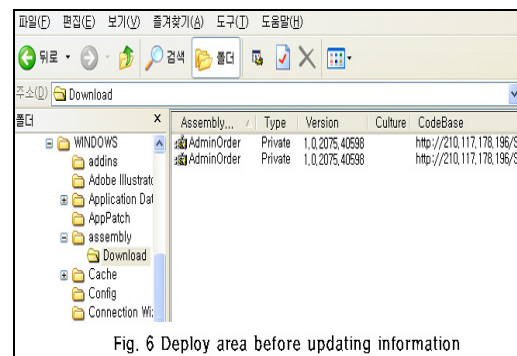 파일(F) 편집(E) 보기(V) 즐겨찾기(A) 도구(T) 도움말(H)
뒤로 검색 폴더
주소(D) Download
폴더 x Assembly... Type Version Culture CodeBase
WINDOWS
AdminOrder Private 1,0,2075,40598 http://210,117,178,196/S
addins
AdminOrder Private 1,0,2075,40598 http://210,117,178,196/S
Adobe Illustrato
Application Dat
AppPatch
assembly
Download
Cache
Config
Connection Wiz
Fig. 6 Deploy area before updating information